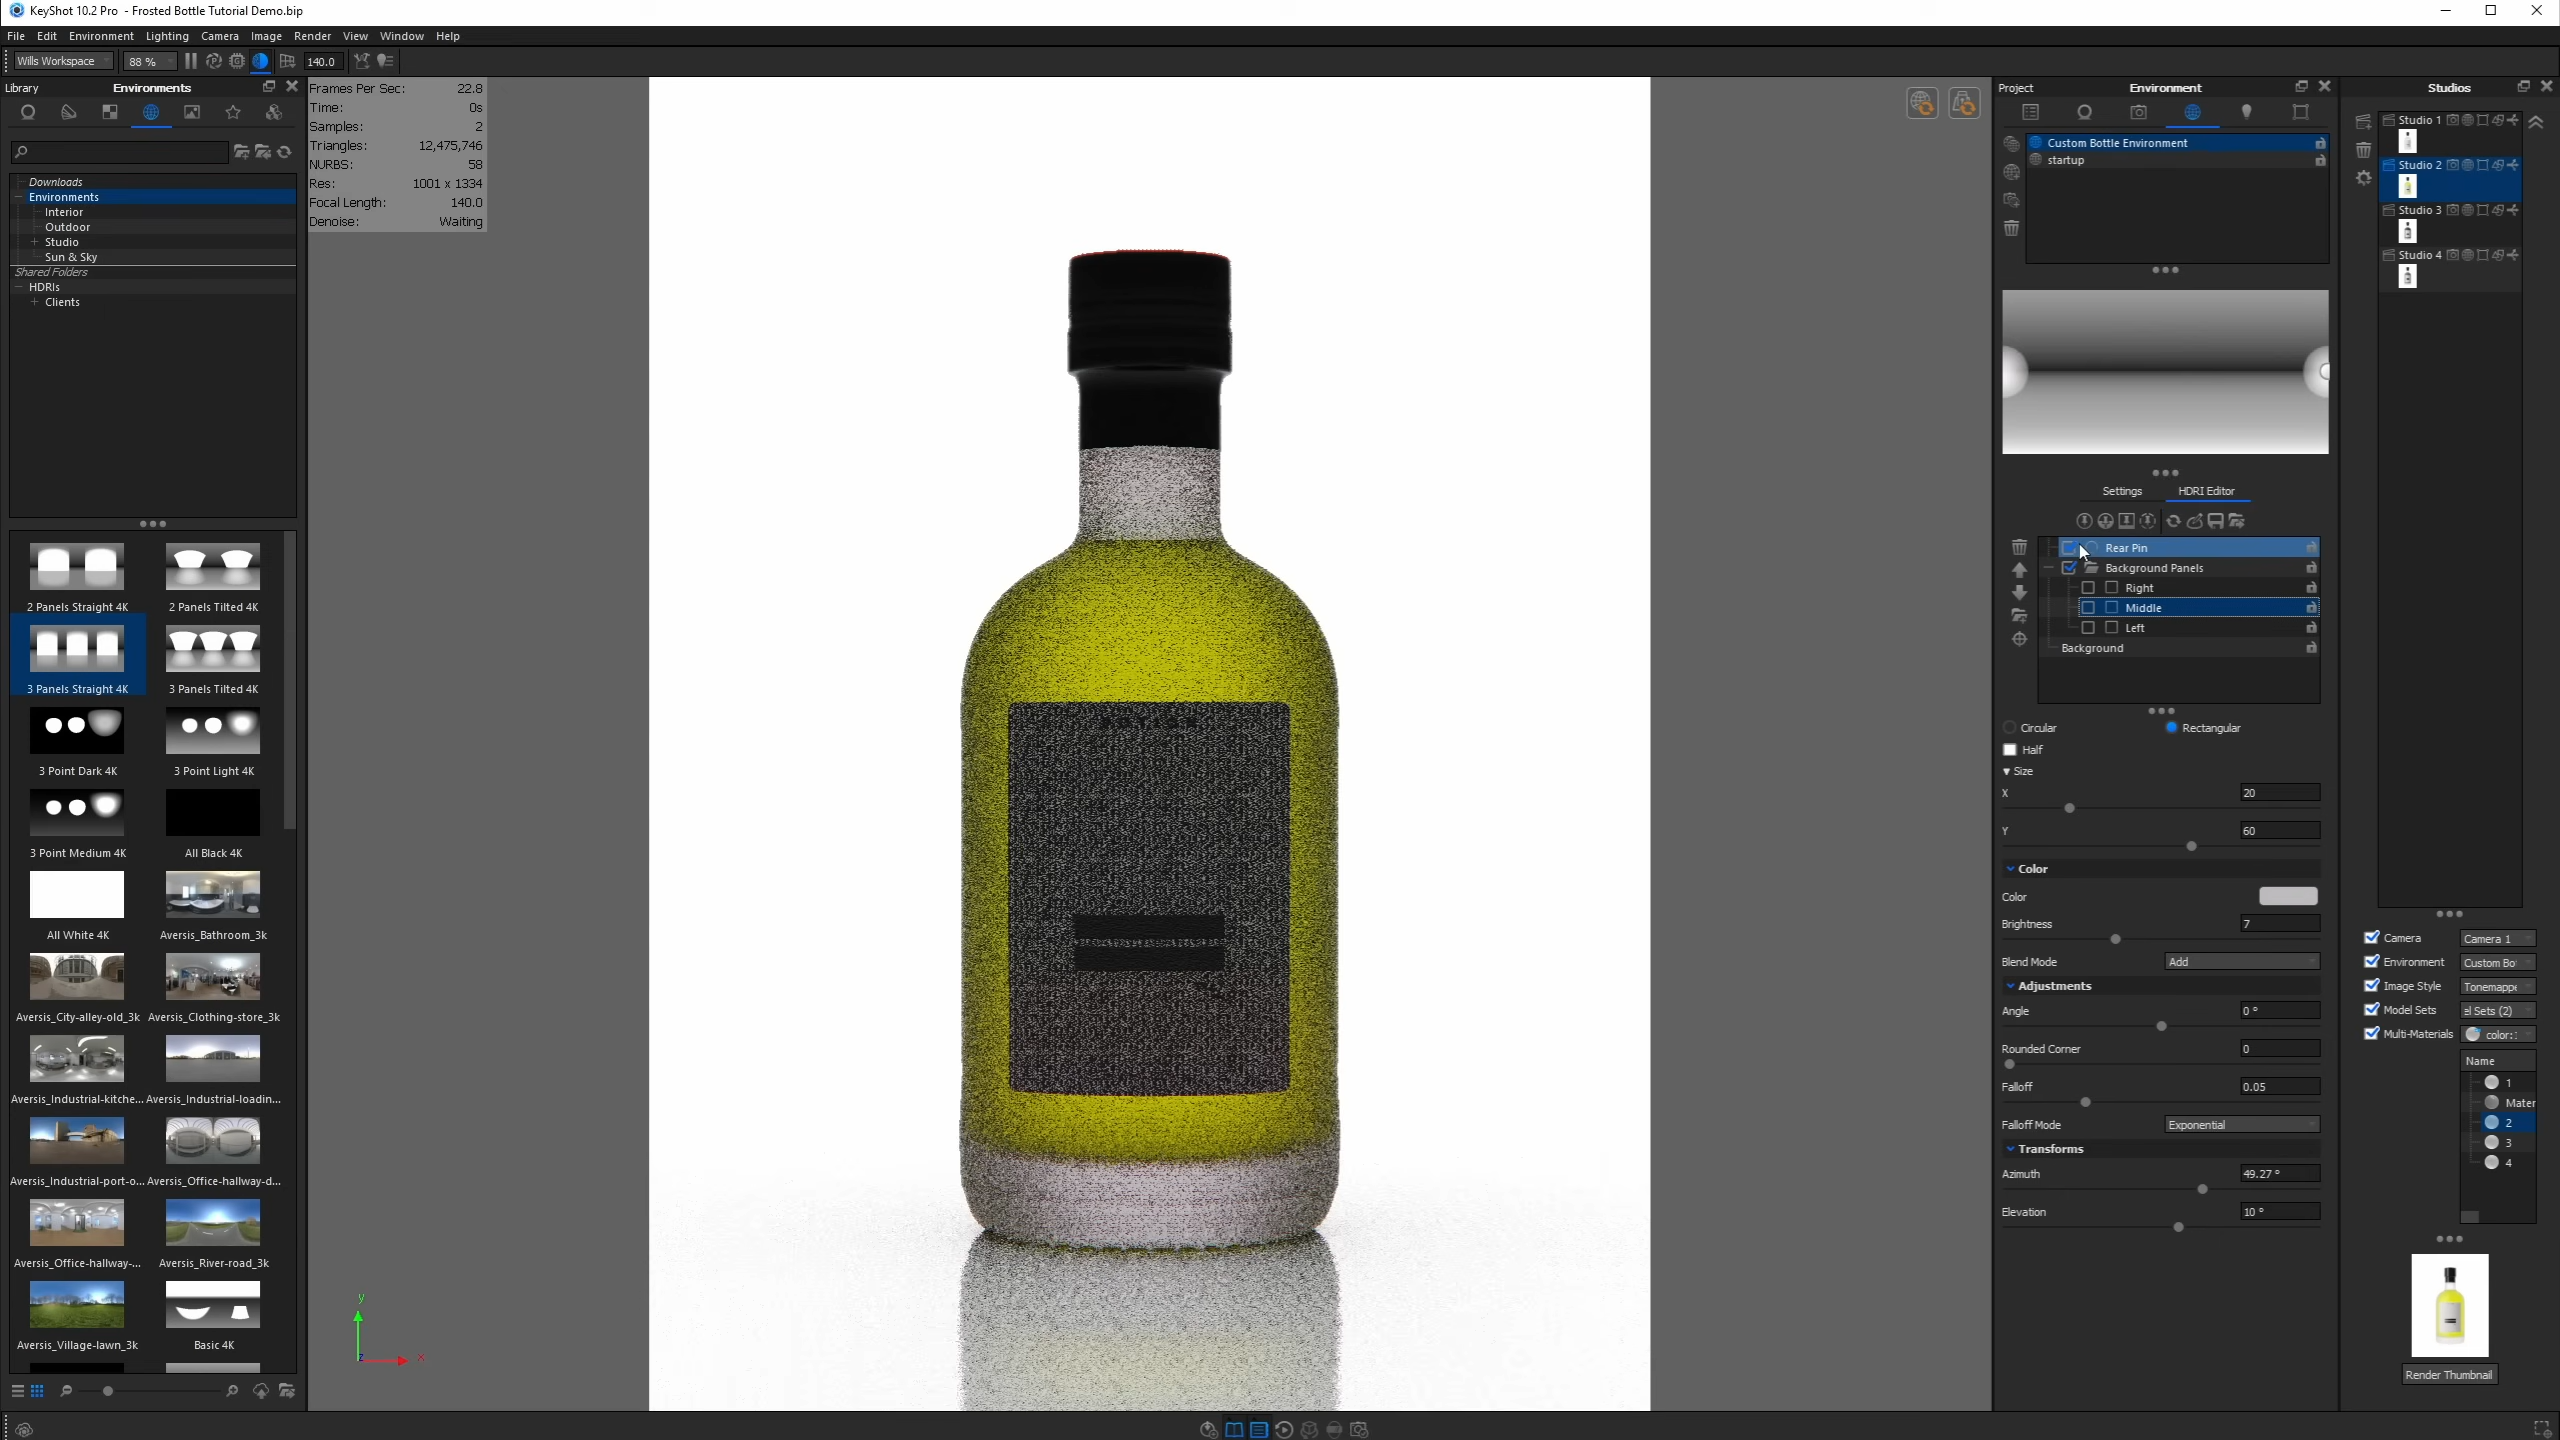 KeyShot 10.2 Pro - Frosted Bottle Tutorial Demo.bip
File Edit Environment Lighting Camera Image Render View Window Help
Wills Workspace 88 % 140.0
Library Environments
Downloads
Environments
Interior
Outdoor
Studio
Sun & Sky
Shared Folders
HDRIs
Clients
2 Panels Straight 4K 2 Panels Tilted 4K
3 Panels Straight 4K 3 Panels Tilted 4K
3 Point Dark 4K 3 Point Light 4K
3 Point Medium 4K All Black 4K
All White 4K Aversis_Bathroom_3k
Aversis_City-alley-old_3k Aversis_Clothing-store_3k
Aversis_Industrial-kitche... Aversis_Industrial-loadin...
Aversis_Industrial-port-o... Aversis_Office-hallway-d...
Aversis_Office-hallway-... Aversis_River-road_3k
Aversis_Village-lawn_3k Basic 4K
Frames Per Sec: 22.8
Time: 0s
Samples: 2
Triangles: 12,475,746
NURBS: 58
Res: 1001 x 1334
Focal Length: 140.0
Denoise: Waiting
y
z x
Project Environment
Custom Bottle Environment
startup
Settings HDRI Editor
Rear Pin
Background Panels
Right
Middle
Left
Background
Circular Rectangular
Half
Size
X 20
Y 60
Color
Color
Brightness 7
Blend Mode Add
Adjustments
Angle 0 °
Rounded Corner 0
Falloff 0.05
Falloff Mode Exponential
Transforms
Azimuth 49.27 °
Elevation 10 °
Studios
Studio 1
Studio 2
Studio 3
Studio 4
Camera Camera 1
Environment Custom Bo
Image Style Tonemappe
Model Sets el Sets (2)
Multi-Materials color:
Name
1
Mater
2
3
4
Render Thumbnail